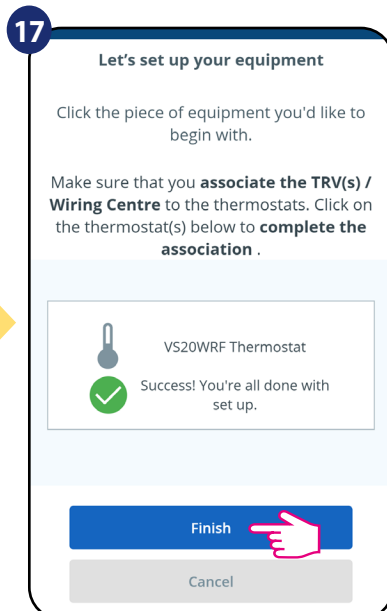 17
Let’s set up your equipment
Click the piece of equipment you'd like to
begin with.
Make sure that you associate the TRV(s) /
Wiring Centre to the thermostats. Click on
the thermostat(s) below to complete the
association .
VS20WRF Thermostat
Success! You're all done with
set up.
Finish
Cancel